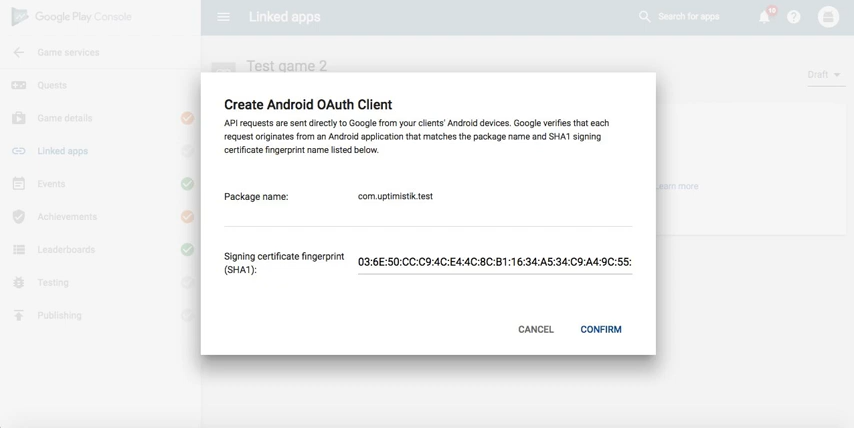 Google Play Console
Linked apps
Search for apps
Game services
Test game 2
Quests
Draft
Game details
Linked apps
Events
Achievements
Leaderboards
Testing
Publishing
Learn more
Create Android OAuth Client
API requests are sent directly to Google from your clients' Android devices. Google verifies that each
request originates from an Android application that matches the package name and SHA1 signing
certificate fingerprint name listed below.
Package name: com.uptimistik.test
Signing certificate fingerprint
(SHA1): 03:6E:50:CC:C9:4C:E4:4C:8C:B1:16:34:A5:34:C9:A4:9C:55:
CANCEL CONFIRM